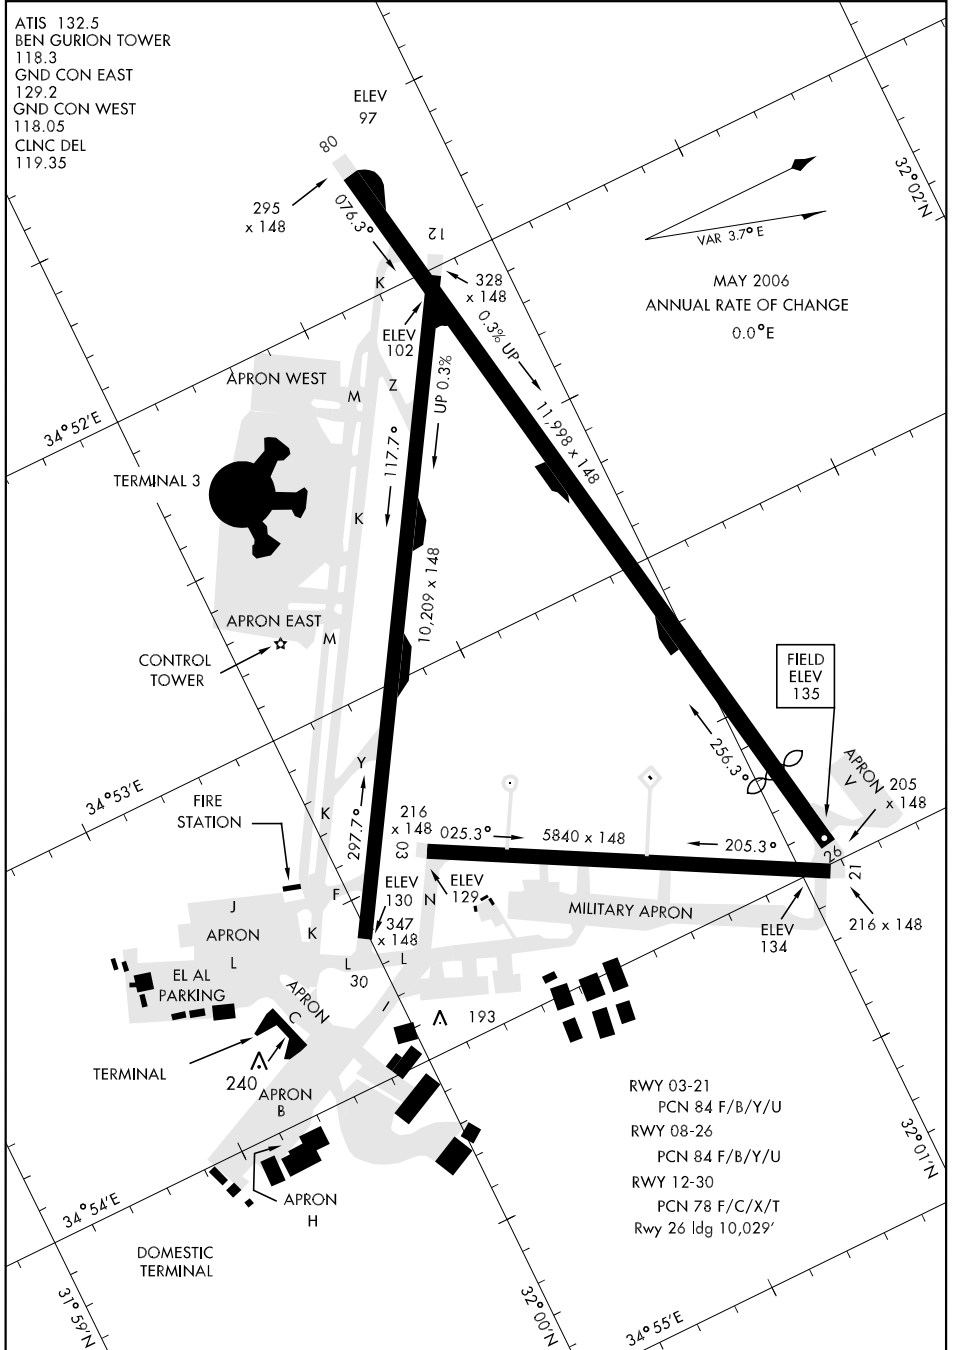 ATIS 132.5
BEN GURION TOWER
118.3
GND CON EAST
129.2
GND CON WEST
118.05
CLNC DEL
119.35
ELEV
97
08
295
x 148
076.3°
12
32°02'N
VAR 3.7° E
MAY 2006
ANNUAL RATE OF CHANGE
0.0° E
K
328
x 148
ELEV
102
0.3% UP
UP 0.3%
APRON WEST
M
Z
34°52'E
11,998 x 148
117.7°
TERMINAL 3
K
10,209 x 148
APRON EAST
M
CONTROL
TOWER
FIELD
ELEV
135
256.3°
APRON
V
205
x 148
34°53'E
Y
FIRE
STATION
K
297.7°
216
x 148
03
025.3°
5840 x 148
205.3°
26
21
ELEV
130
ELEV
129
347
x 148
F
N
J
APRON
K
L
L
L
30
MILITARY APRON
ELEV
134
216 x 148
EL AL
PARKING
APRON
C
I
193
TERMINAL
240
APRON
B
RWY 03-21
PCN 84 F/B/Y/U
RWY 08-26
PCN 84 F/B/Y/U
RWY 12-30
PCN 78 F/C/X/T
Rwy 26 ldg 10,029'
32°01'N
34°54'E
APRON
H
DOMESTIC
TERMINAL
31°59'N
32°00'N
34°55'E